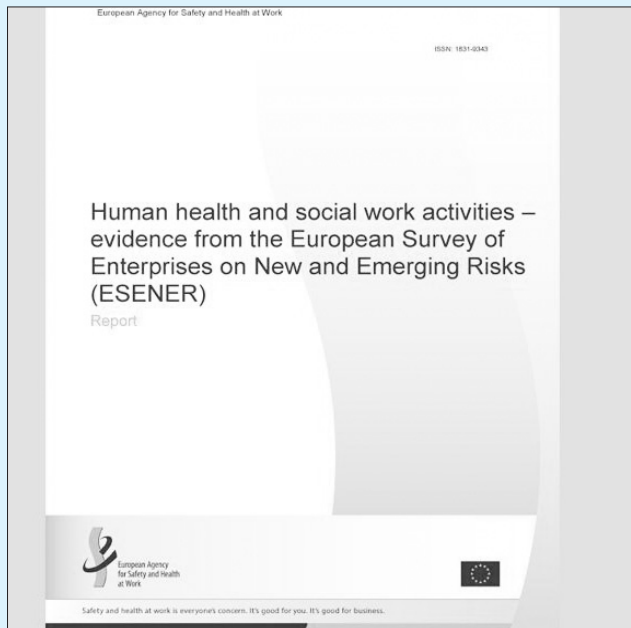 European Agency for Safety and Health at Work
ISSN: 1831-9343
Human health and social work activities –
evidence from the European Survey of
Enterprises on New and Emerging Risks
(ESENER)
Report
European Agency
for Safety and Health
at Work
Safety and health at work is everyone's concern. It's good for you. It's good for business.